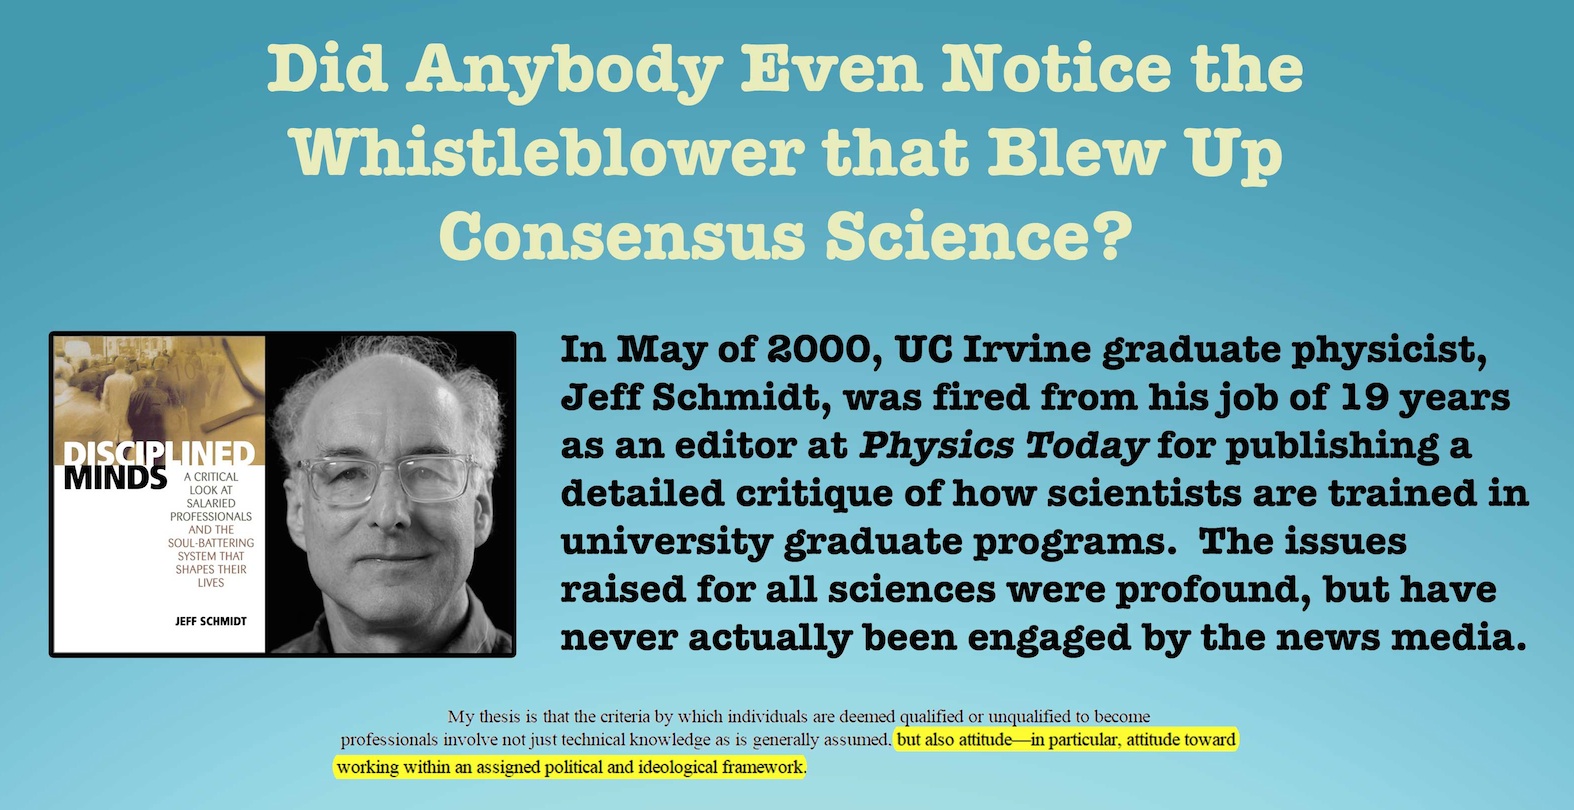 Did Anybody Even Notice the
Whistleblower that Blew Up
Consensus Science?
DISCIPLINED
MINDS
A CRITICAL
LOOK AT
SALARIED
PROFESSIONALS
AND THE
SOUL-BATTERING
SYSTEM THAT
SHAPES THEIR
LIVES
JEFF SCHMIDT
In May of 2000, UC Irvine graduate physicist,
Jeff Schmidt, was fired from his job of 19 years
as an editor at Physics Today for publishing a
detailed critique of how scientists are trained in
university graduate programs.  The issues
raised for all sciences were profound, but have
never actually been engaged by the news media.
My thesis is that the criteria by which individuals are deemed qualified or unqualified to become
professionals involve not just technical knowledge as is generally assumed, but also attitude—in particular, attitude toward
working within an assigned political and ideological framework.